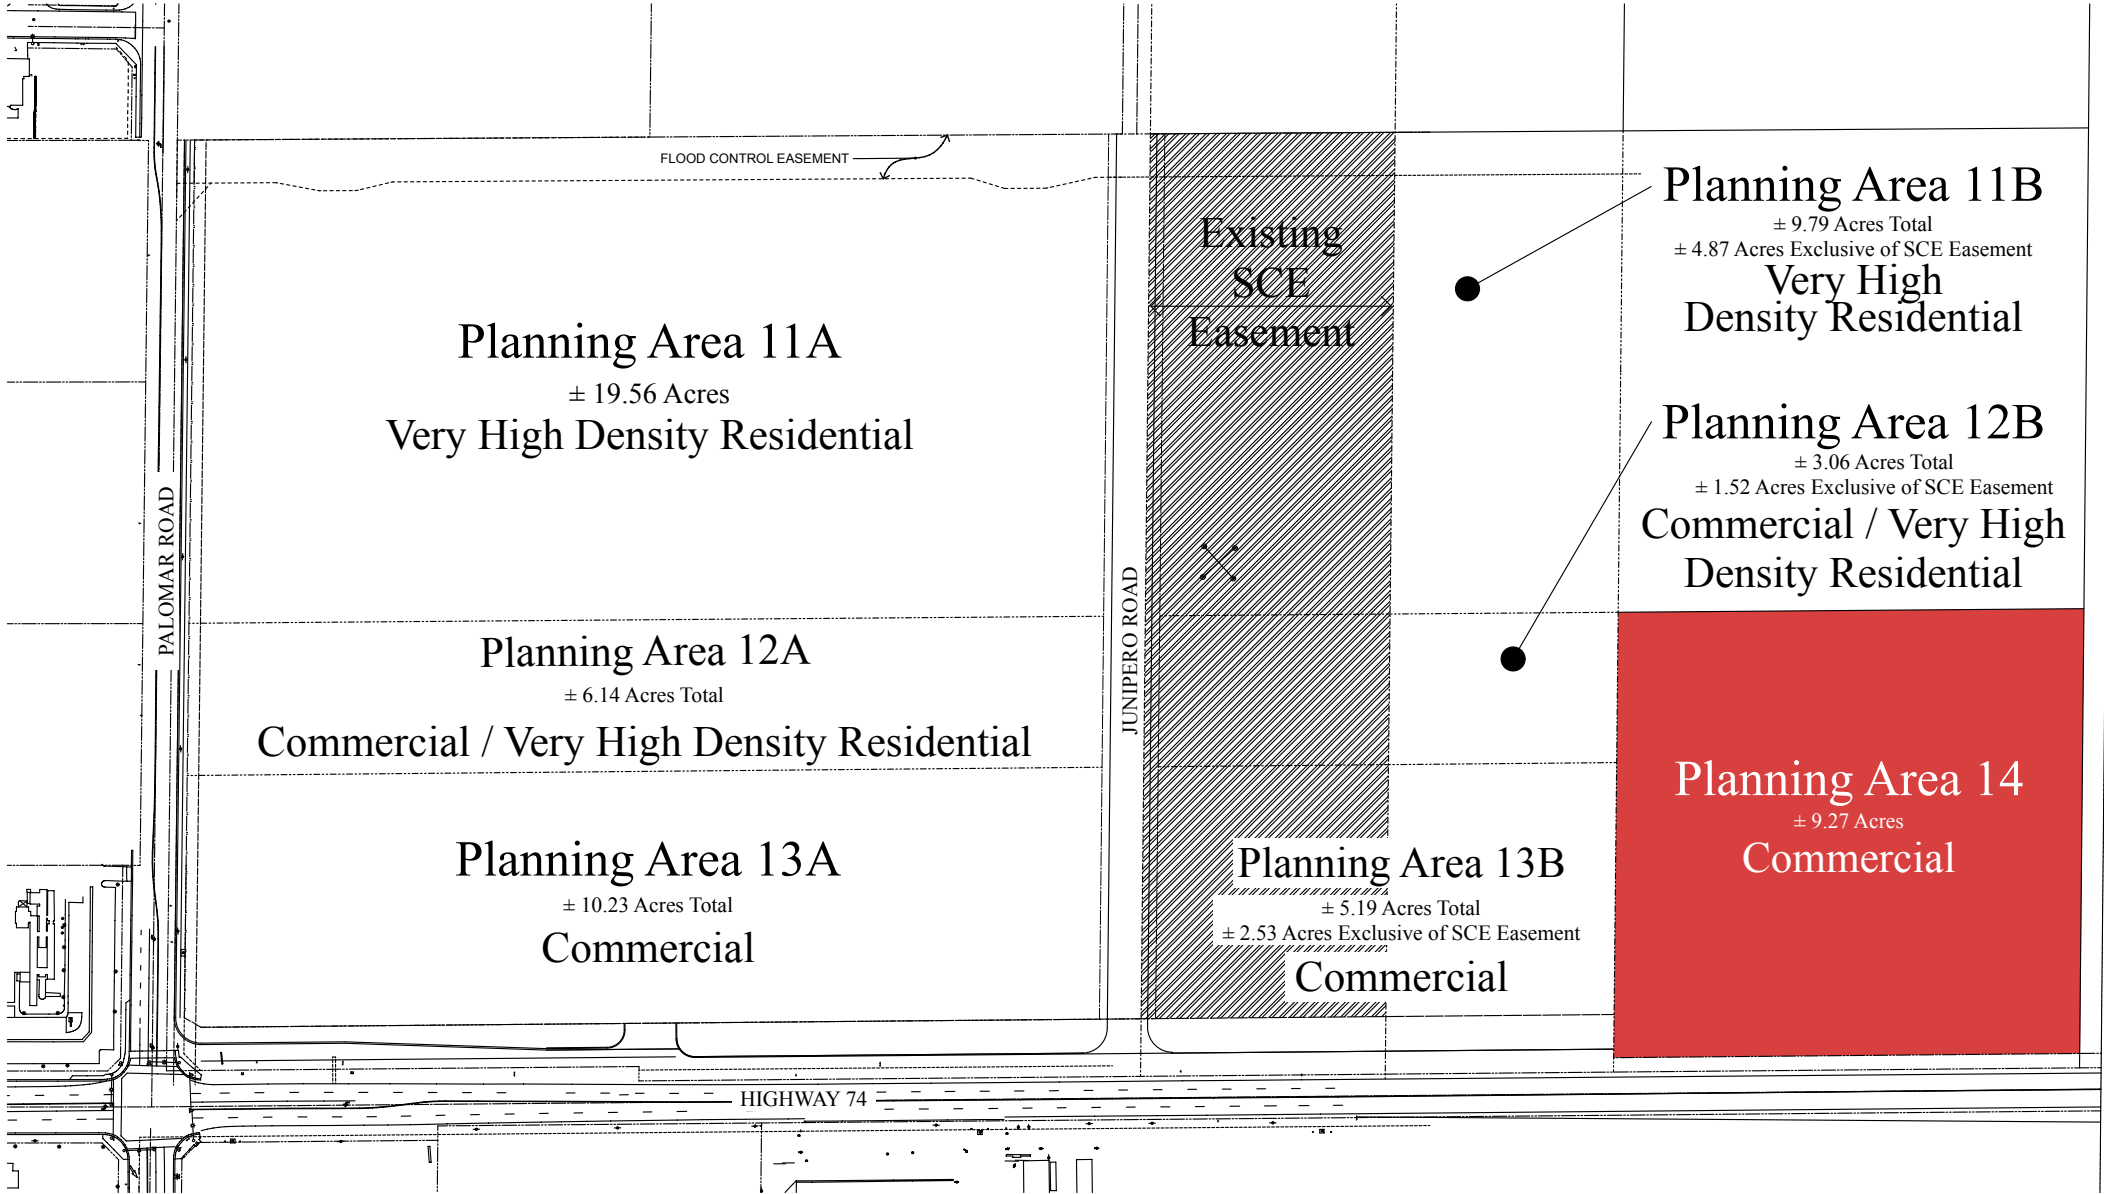 FLOOD CONTROL EASEMENT
Planning Area 11A
± 19.56 Acres
Very High Density Residential
Planning Area 12A
± 6.14 Acres Total
Commercial / Very High Density Residential
Planning Area 13A
± 10.23 Acres Total
Commercial
PALOMAR ROAD
JUNIPERO ROAD
HIGHWAY 74
Existing
SCE
Easement
Planning Area 11B
± 9.79 Acres Total
± 4.87 Acres Exclusive of SCE Easement
Very High
Density Residential
Planning Area 12B
± 3.06 Acres Total
± 1.52 Acres Exclusive of SCE Easement
Commercial / Very High
Density Residential
Planning Area 13B
± 5.19 Acres Total
± 2.53 Acres Exclusive of SCE Easement
Commercial
Planning Area 14
± 9.27 Acres
Commercial